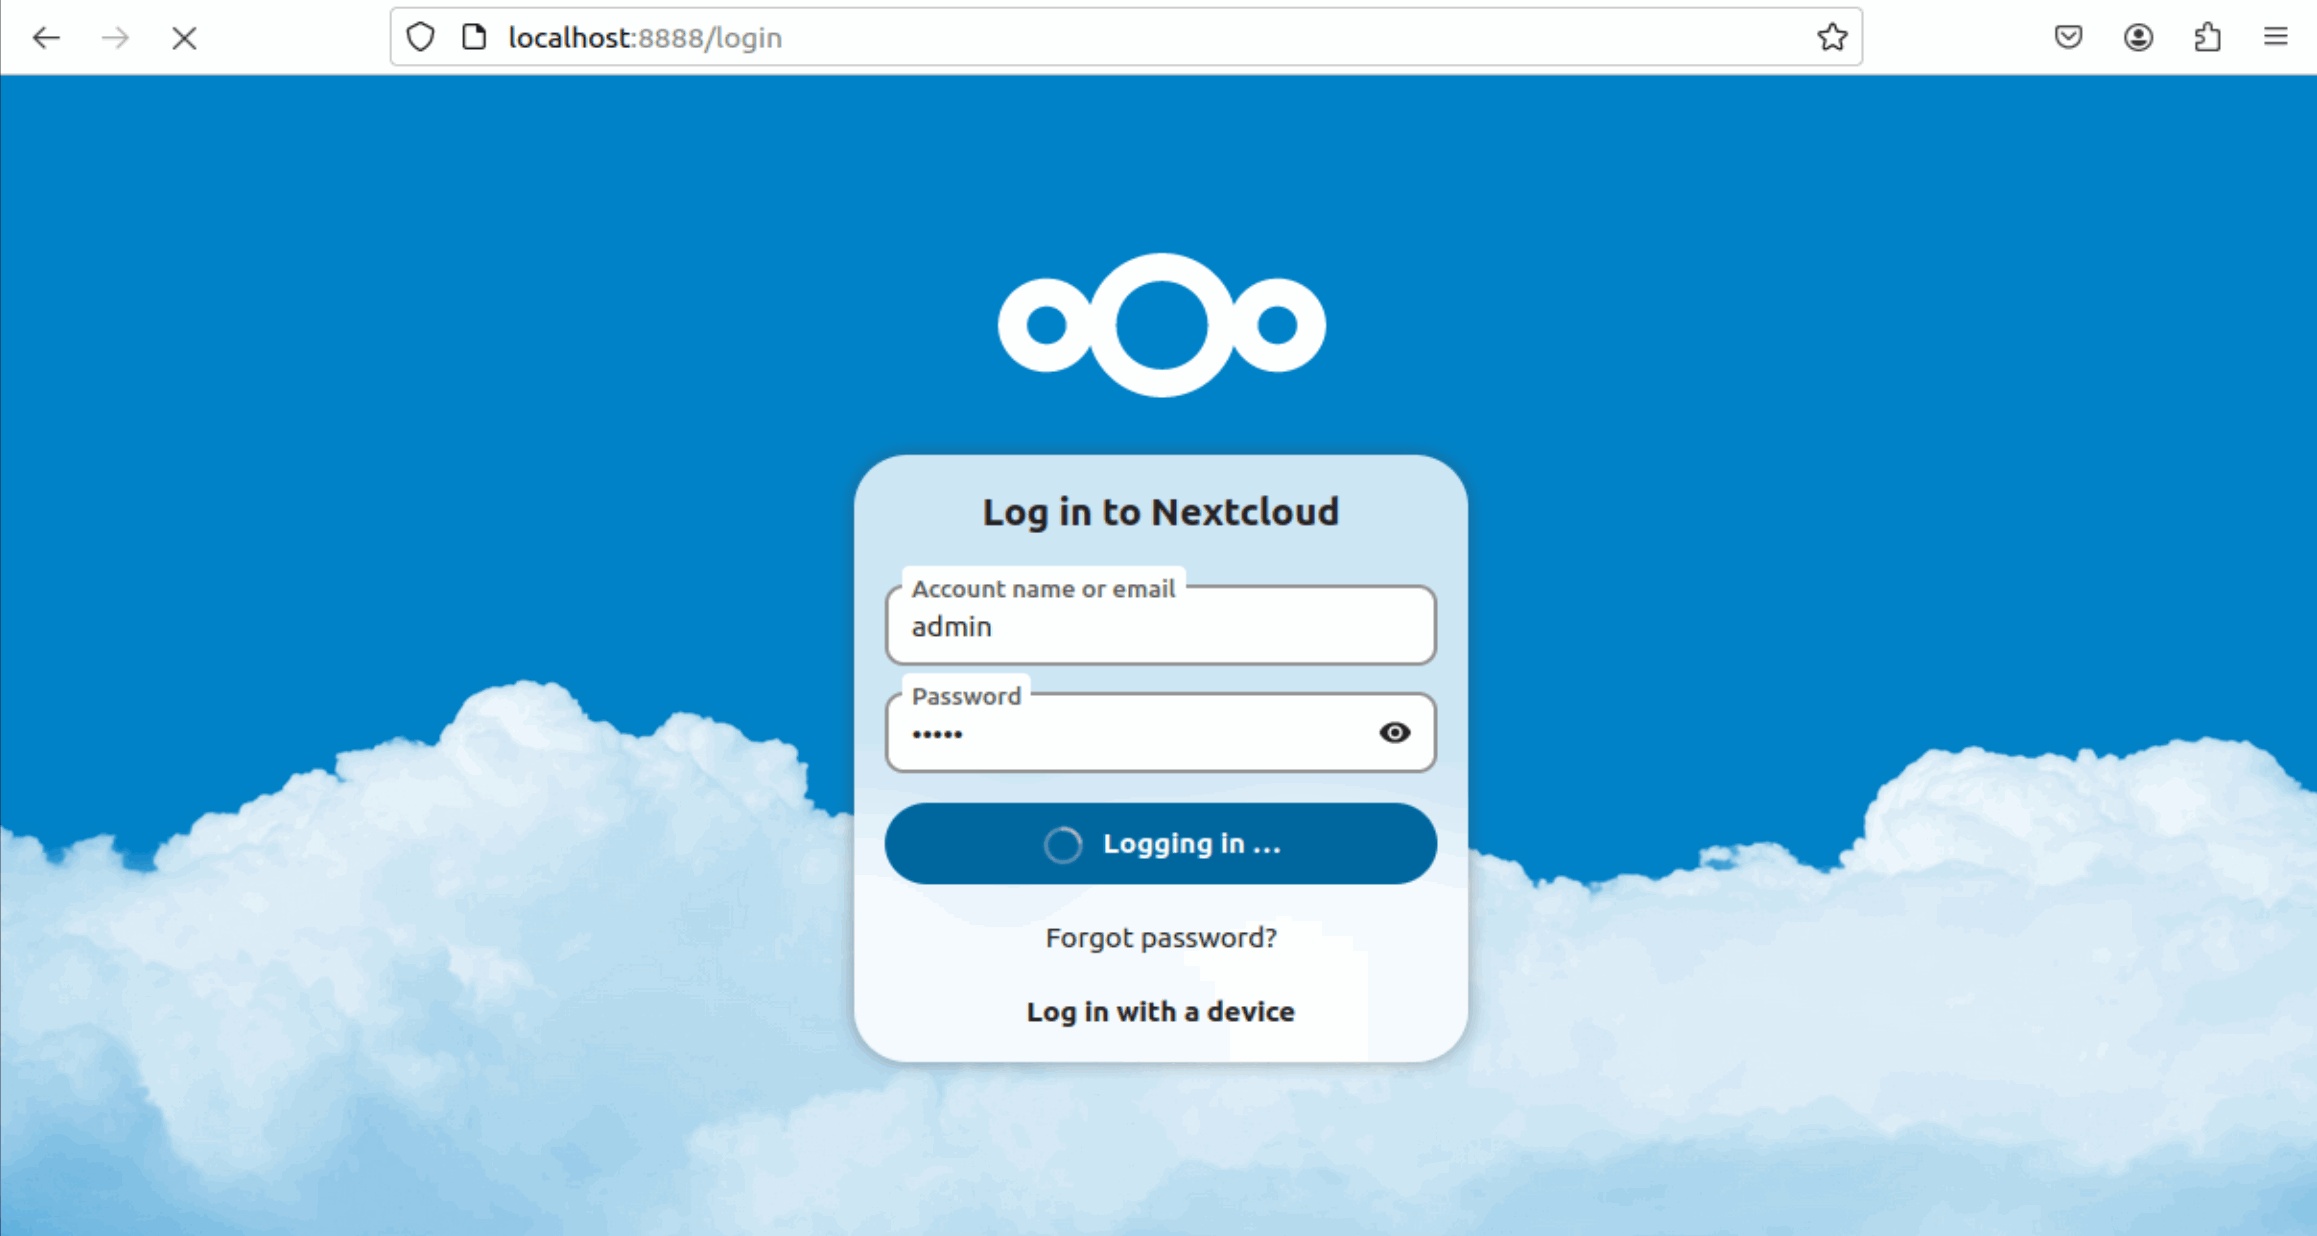 localhost:8888/login
Log in to Nextcloud
Account name or email
admin
Password
•••••
Logging in ...
Forgot password?
Log in with a device